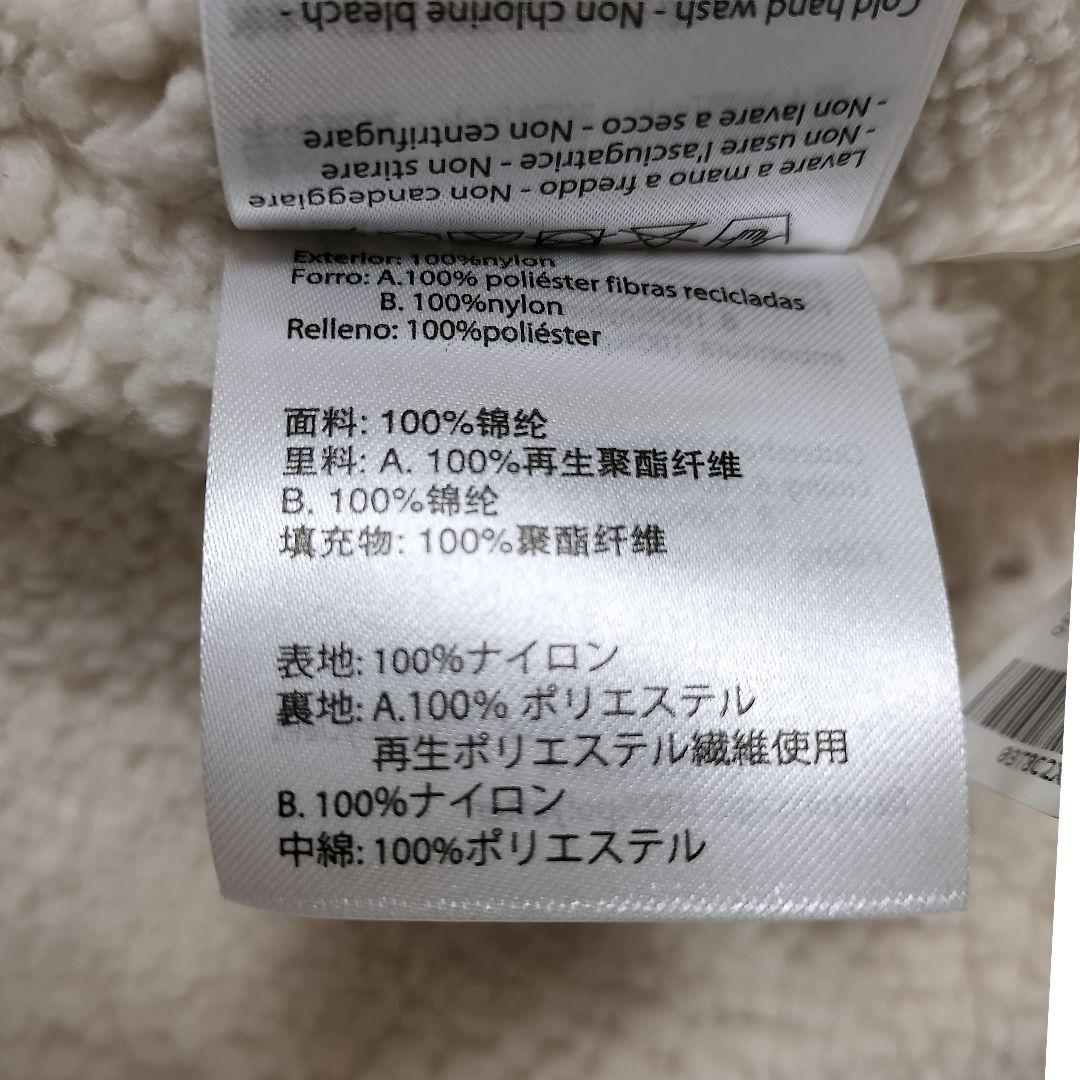 Cold hand wash - Non chlorine bleach -
Lavare a mano a freddo - Non candeggiare
- Non usare l'asciugatrice - Non stirare
- Non lavare a secco - Non centrifugare
Exterior: 100%nylon
Forro: A.100% poliéster fibras recicladas
B. 100%nylon
Relleno: 100%poliéster
面料: 100%锦纶
里料: A. 100%再生聚酯纤维
B. 100%锦纶
填充物: 100%聚酯纤维
表地: 100%ナイロン
裏地: A.100% ポリエステル
再生ポリエステル繊維使用
B. 100%ナイロン
中綿: 100%ポリエステル